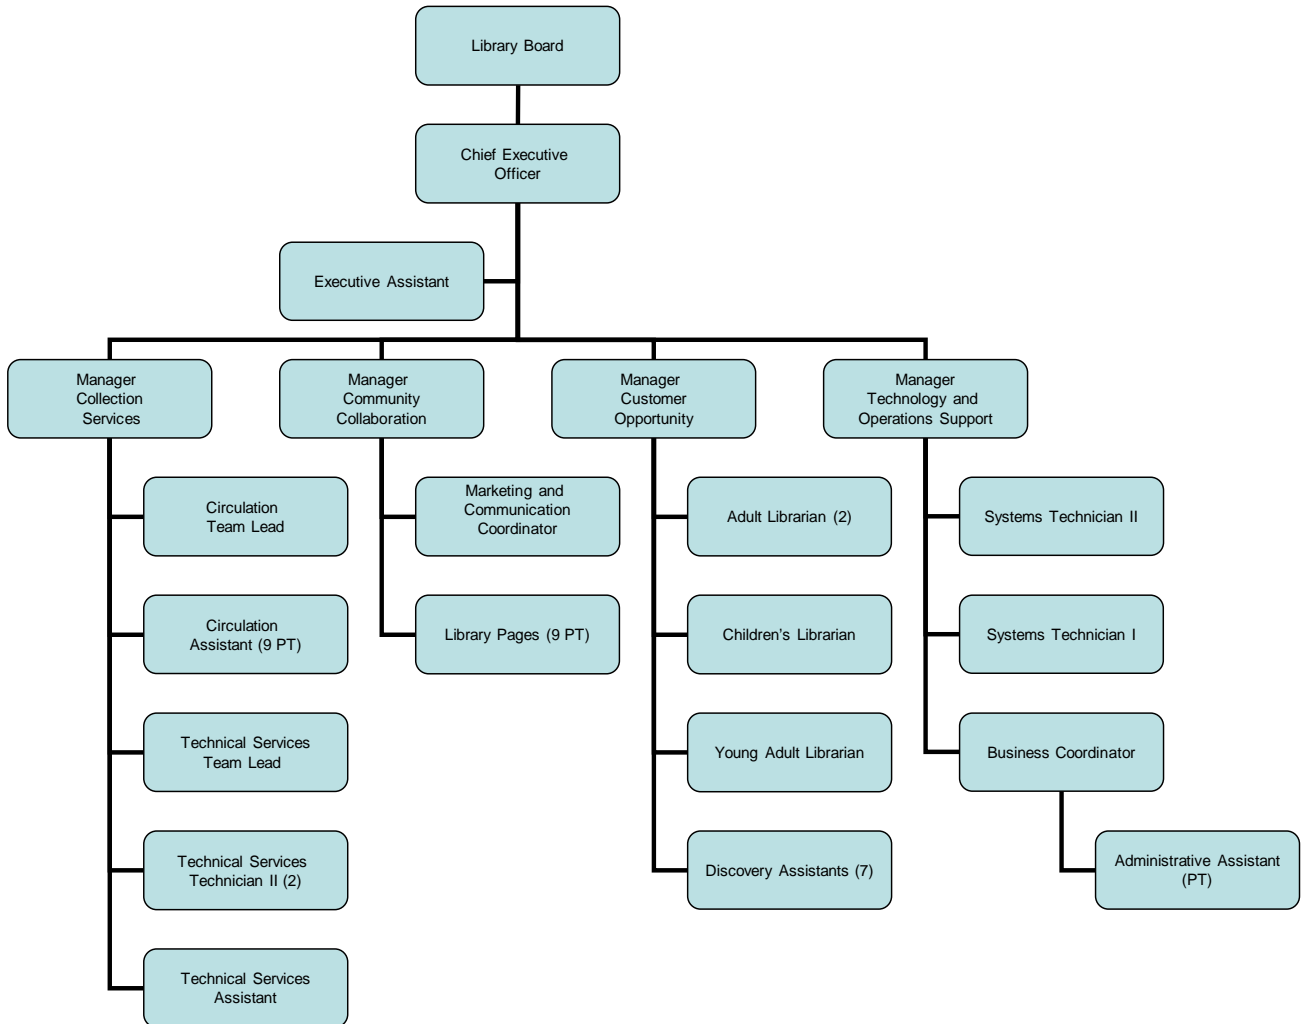 Library Board
Chief Executive
Officer
Executive Assistant
Manager
Collection
Services
Manager
Community
Collaboration
Manager
Customer
Opportunity
Manager
Technology and
Operations Support
Circulation
Team Lead
Circulation
Assistant (9 PT)
Technical Services
Team Lead
Technical Services
Technician II (2)
Technical Services
Assistant
Marketing and
Communication
Coordinator
Library Pages (9 PT)
Adult Librarian (2)
Children’s Librarian
Young Adult Librarian
Discovery Assistants (7)
Systems Technician II
Systems Technician I
Business Coordinator
Administrative Assistant
(PT)